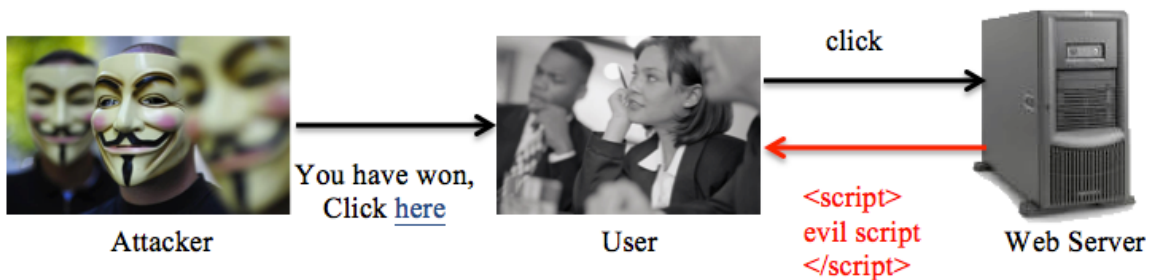 click
You have won,
Click here
<script>
evil script
</script>
Attacker
User
Web Server